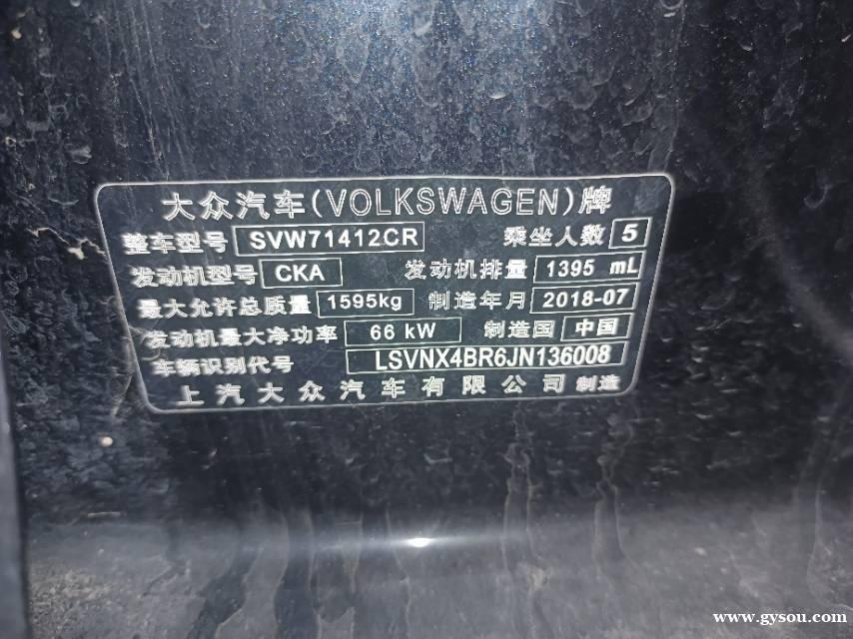 大众汽车(VOLKSWAGEN)牌
整车型号 SVW71412CR 乘坐人数 5
发动机型号 CKA 发动机排量 1395 mL
最大允许总质量 1595kg 制造年月 2018-07
发动机最大净功率 66 kW 制造国 中国
车辆识别代号 LSVNX4BR6JN136008
上汽大众汽车有限公司 制造
www.gysou.com